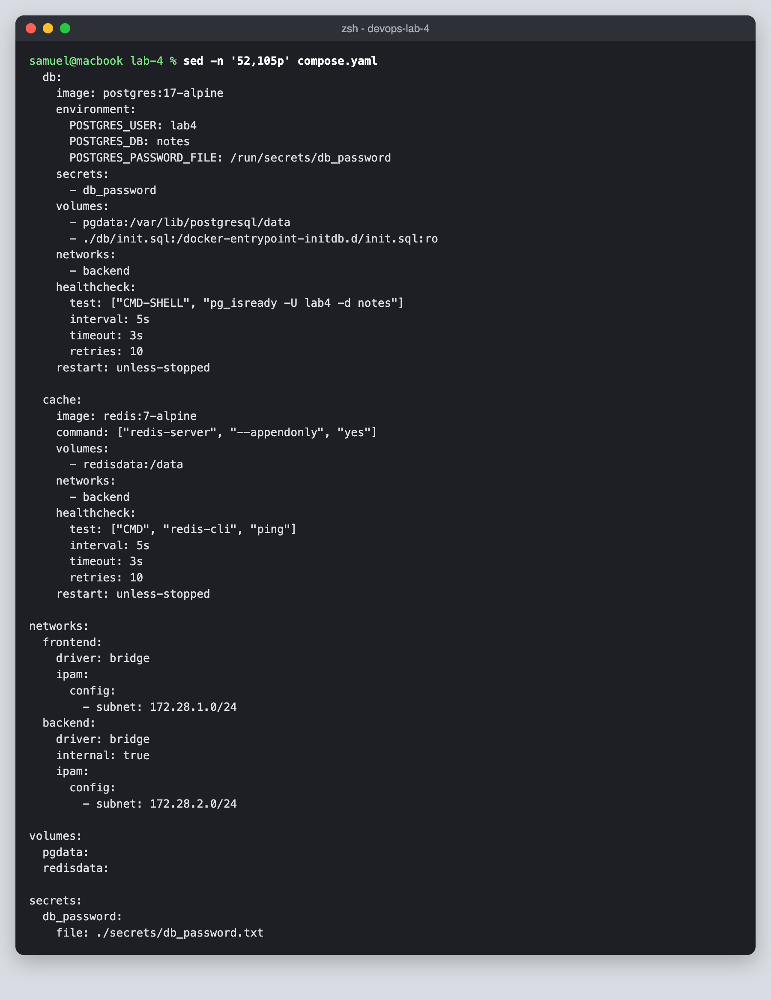 zsh - devops-lab-4
samuel@macbook lab-4 % sed -n '52,105p' compose.yaml
  db:
    image: postgres:17-alpine
    environment:
      POSTGRES_USER: lab4
      POSTGRES_DB: notes
      POSTGRES_PASSWORD_FILE: /run/secrets/db_password
    secrets:
      - db_password
    volumes:
      - pgdata:/var/lib/postgresql/data
      - ./db/init.sql:/docker-entrypoint-initdb.d/init.sql:ro
    networks:
      - backend
    healthcheck:
      test: ["CMD-SHELL", "pg_isready -U lab4 -d notes"]
      interval: 5s
      timeout: 3s
      retries: 10
    restart: unless-stopped

  cache:
    image: redis:7-alpine
    command: ["redis-server", "--appendonly", "yes"]
    volumes:
      - redisdata:/data
    networks:
      - backend
    healthcheck:
      test: ["CMD", "redis-cli", "ping"]
      interval: 5s
      timeout: 3s
      retries: 10
    restart: unless-stopped

networks:
  frontend:
    driver: bridge
    ipam:
      config:
        - subnet: 172.28.1.0/24
  backend:
    driver: bridge
    internal: true
    ipam:
      config:
        - subnet: 172.28.2.0/24

volumes:
  pgdata:
  redisdata:

secrets:
  db_password:
    file: ./secrets/db_password.txt